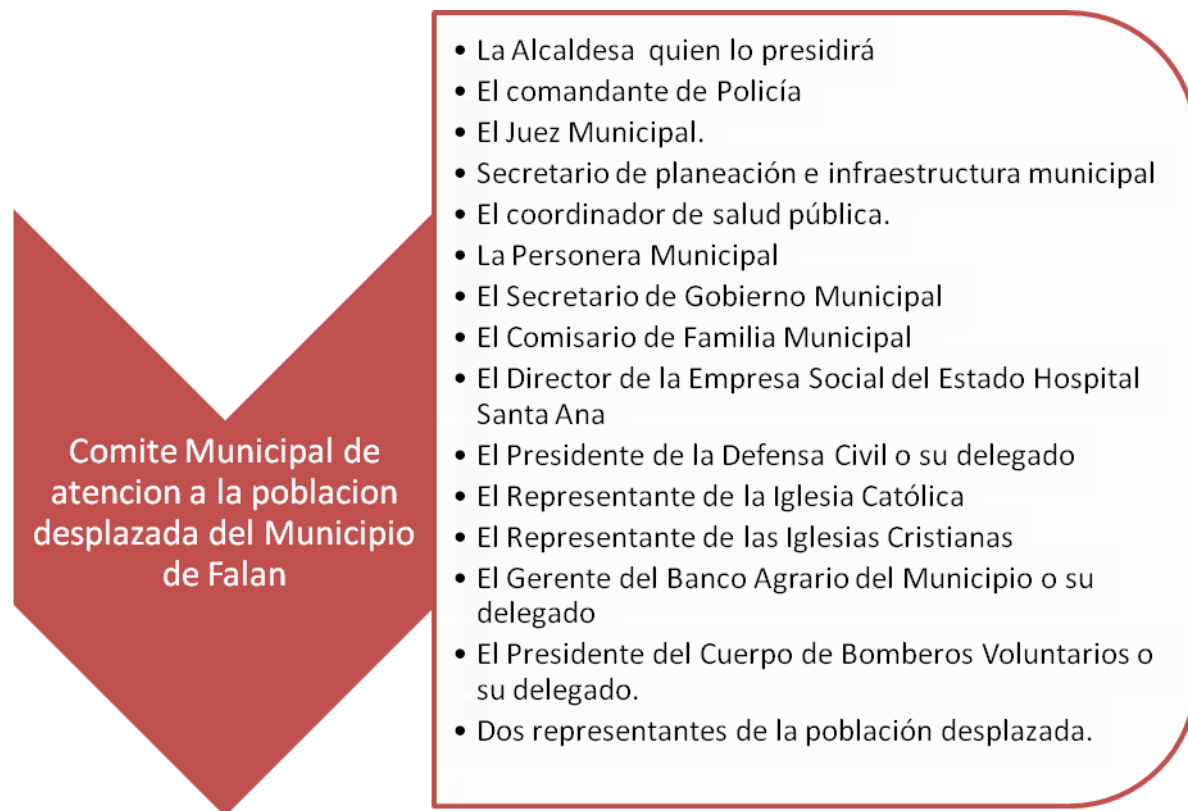 • La Alcaldesa quien lo presidirá
• El comandante de Policía
• El Juez Municipal.
• Secretario de planeación e infraestructura municipal
• El coordinador de salud pública.
• La Personera Municipal
• El Secretario de Gobierno Municipal
• El Comisario de Familia Municipal
• El Director de la Empresa Social del Estado Hospital
Santa Ana
• El Presidente de la Defensa Civil o su delegado
• El Representante de la Iglesia Católica
• El Representante de las Iglesias Cristianas
• El Gerente del Banco Agrario del Municipio o su
delegado
• El Presidente del Cuerpo de Bomberos Voluntarios o
su delegado.
• Dos representantes de la población desplazada.
Comite Municipal de
atencion a la poblacion
desplazada del Municipio
de Falan